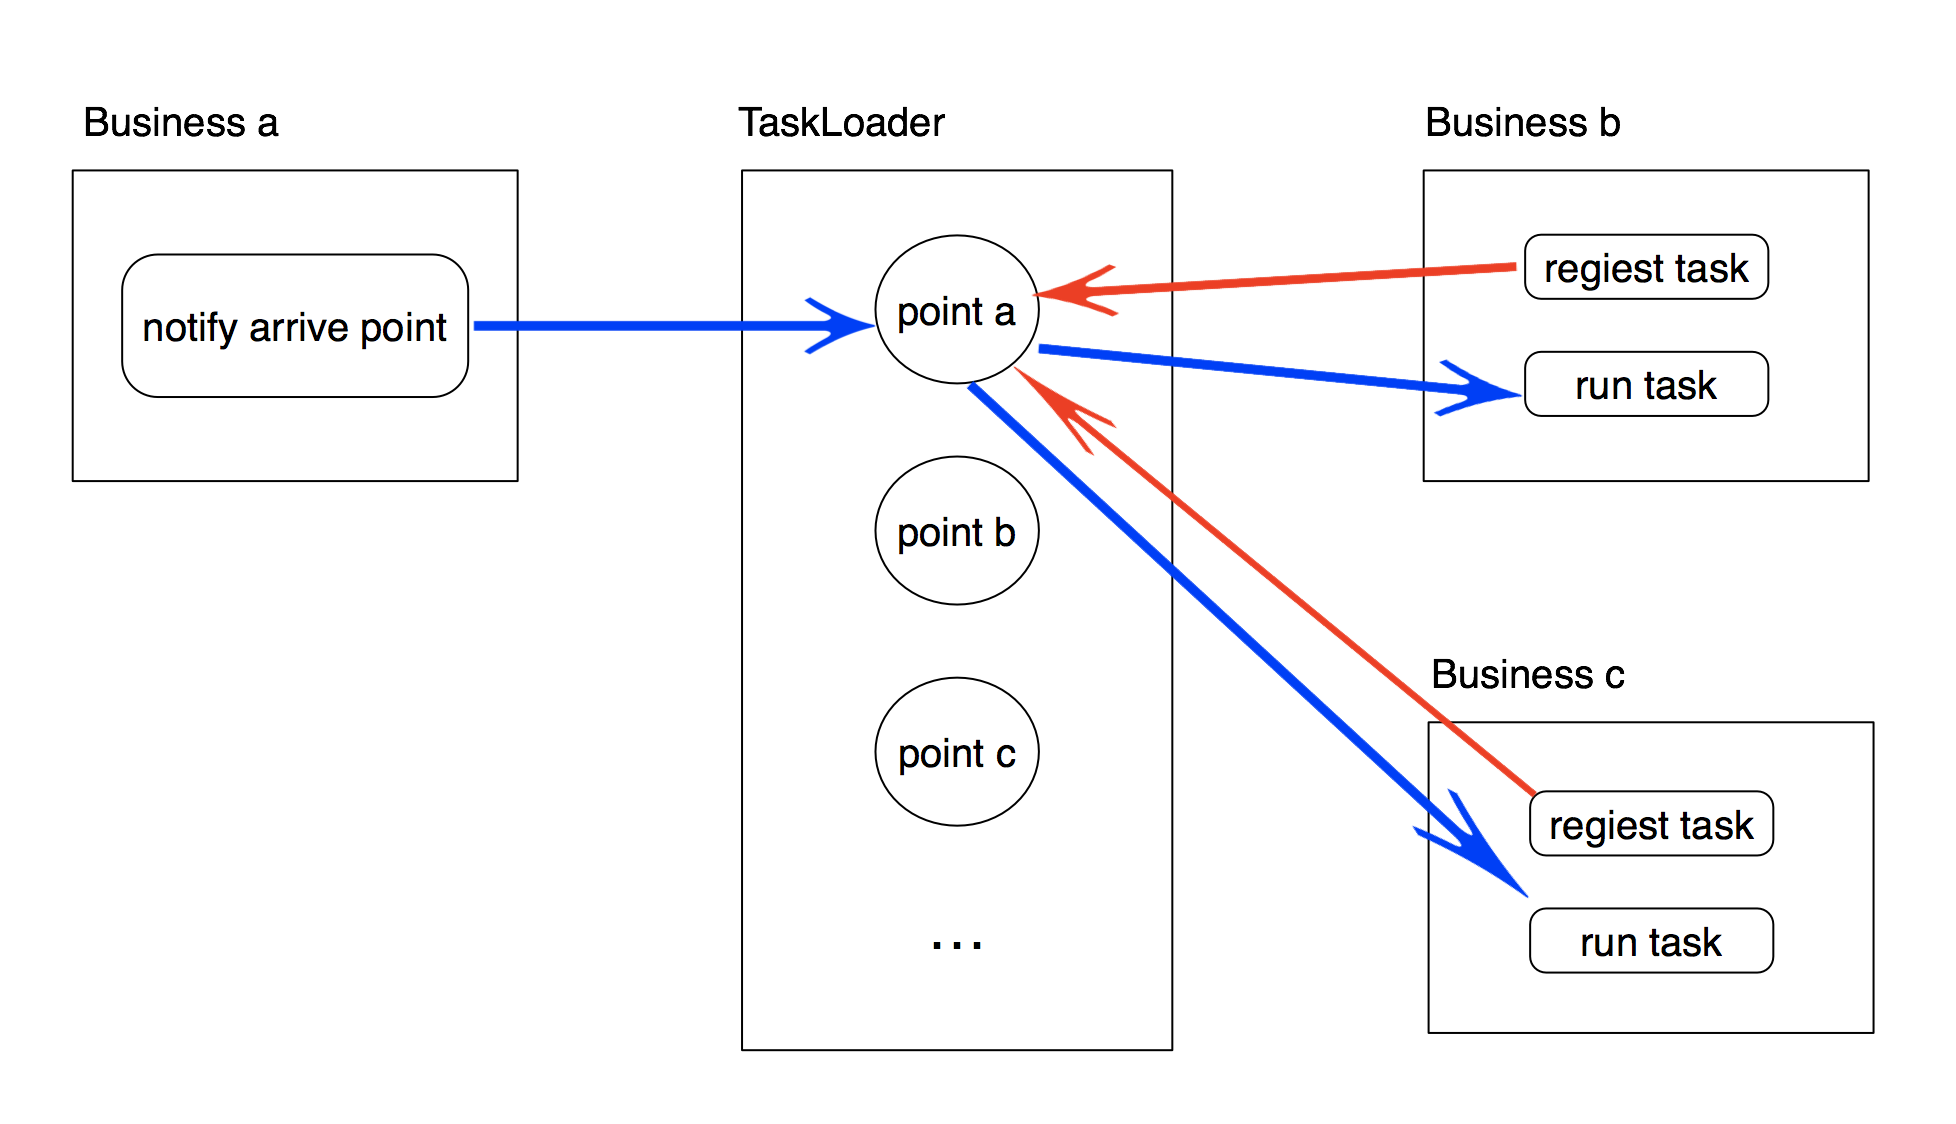 Business a
notify arrive point
TaskLoader
point a
point b
point c
...
Business b
regiest task
run task
Business c
regiest task
run task